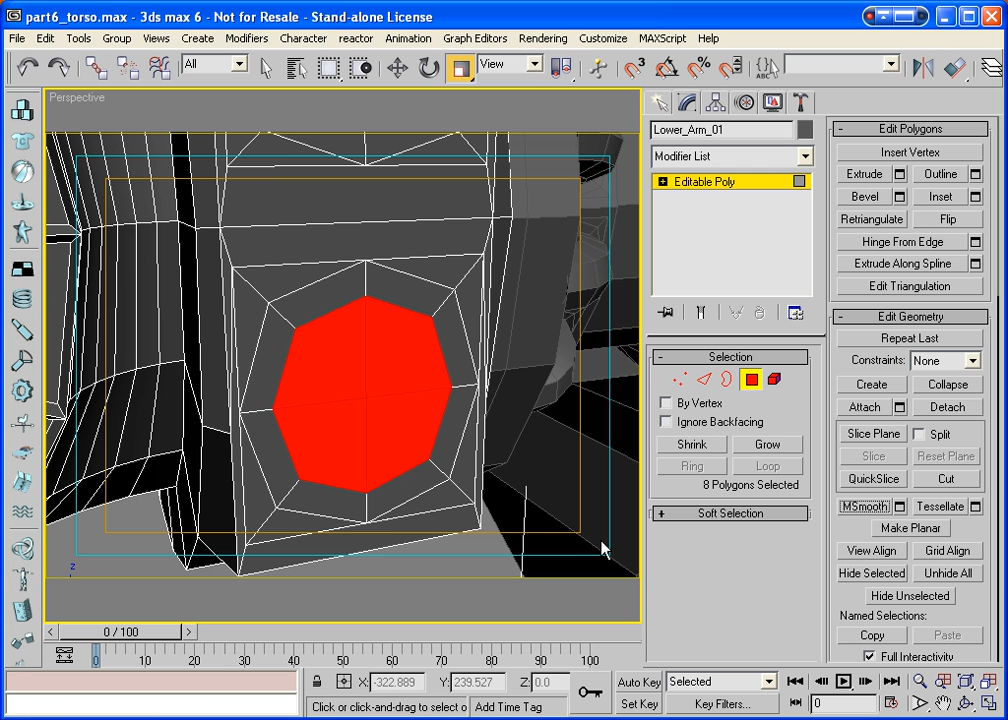 part6_torso.max - 3ds max 6 - Not for Resale - Stand-alone License
File Edit Tools Group Views Create Modifiers Character reactor Animation Graph Editors Rendering Customize MAXScript Help
All View
Perspective
Lower_Arm_01
Modifier List
Editable Poly
Selection
By Vertex
Ignore Backfacing
Shrink Grow
Ring Loop
8 Polygons Selected
Soft Selection
Edit Polygons
Insert Vertex
Extrude Outline
Bevel Inset
Retriangulate Flip
Hinge From Edge
Extrude Along Spline
Edit Triangulation
Edit Geometry
Repeat Last
Constraints: None
Create Collapse
Attach Detach
Slice Plane Split
Slice Reset Plane
QuickSlice Cut
MSmooth Tessellate
Make Planar
View Align Grid Align
Hide Selected Unhide All
Hide Unselected
Named Selections:
Copy Paste
Full Interactivity
z
0 / 100
0 10 20 30 40 50 60 70 80 90 100
X: -322.889 Y: 239.527 Z: 0.0
Auto Key Selected
Click or click-and-drag to select o Add Time Tag
Set Key Key Filters... 0